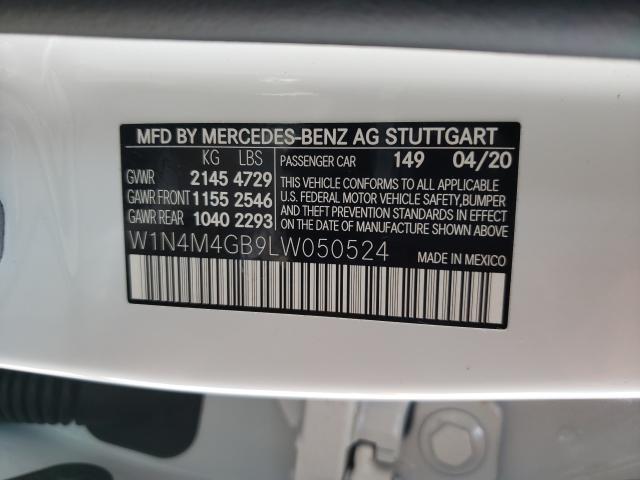 MFD BY MERCEDES-BENZ AG STUTTGART
KG LBS
GVWR 2145 4729
GAWR FRONT 1155 2546
GAWR REAR 1040 2293
PASSENGER CAR 149 04/20
THIS VEHICLE CONFORMS TO ALL APPLICABLE
U.S. FEDERAL MOTOR VEHICLE SAFETY, BUMPER
AND THEFT PREVENTION STANDARDS IN EFFECT
ON THE DATE OF MANUFACTURE SHOWN ABOVE.
W1N4M4GB9LW050524
MADE IN MEXICO